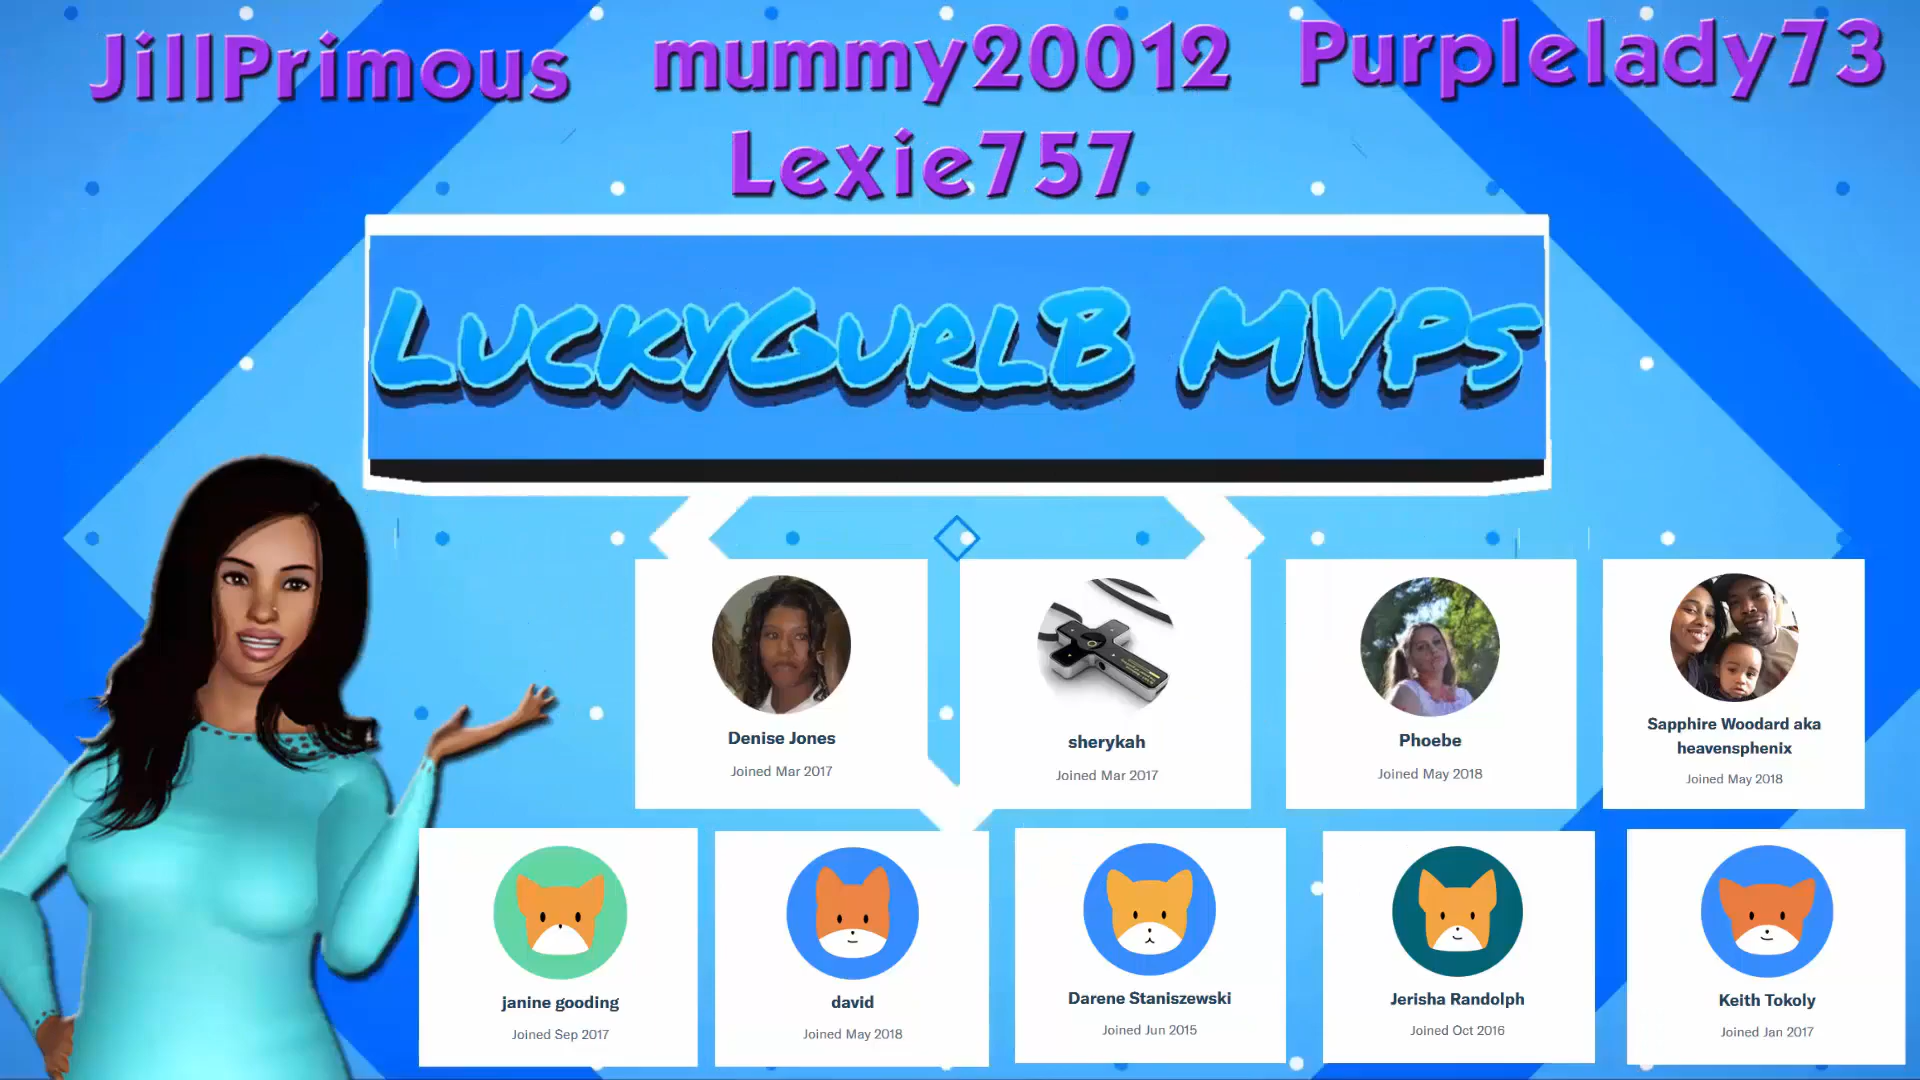 JillPrimous mummy20012 Purplelady73
Lexie757
LuckyGurlB MVPs
Denise Jones
Joined Mar 2017
sherykah
Joined Mar 2017
Phoebe
Joined May 2018
Sapphire Woodard aka
heavensphenix
Joined May 2018
janine gooding
Joined Sep 2017
david
Joined May 2018
Darene Staniszewski
Joined Jun 2015
Jerisha Randolph
Joined Oct 2016
Keith Tokoly
Joined Jan 2017